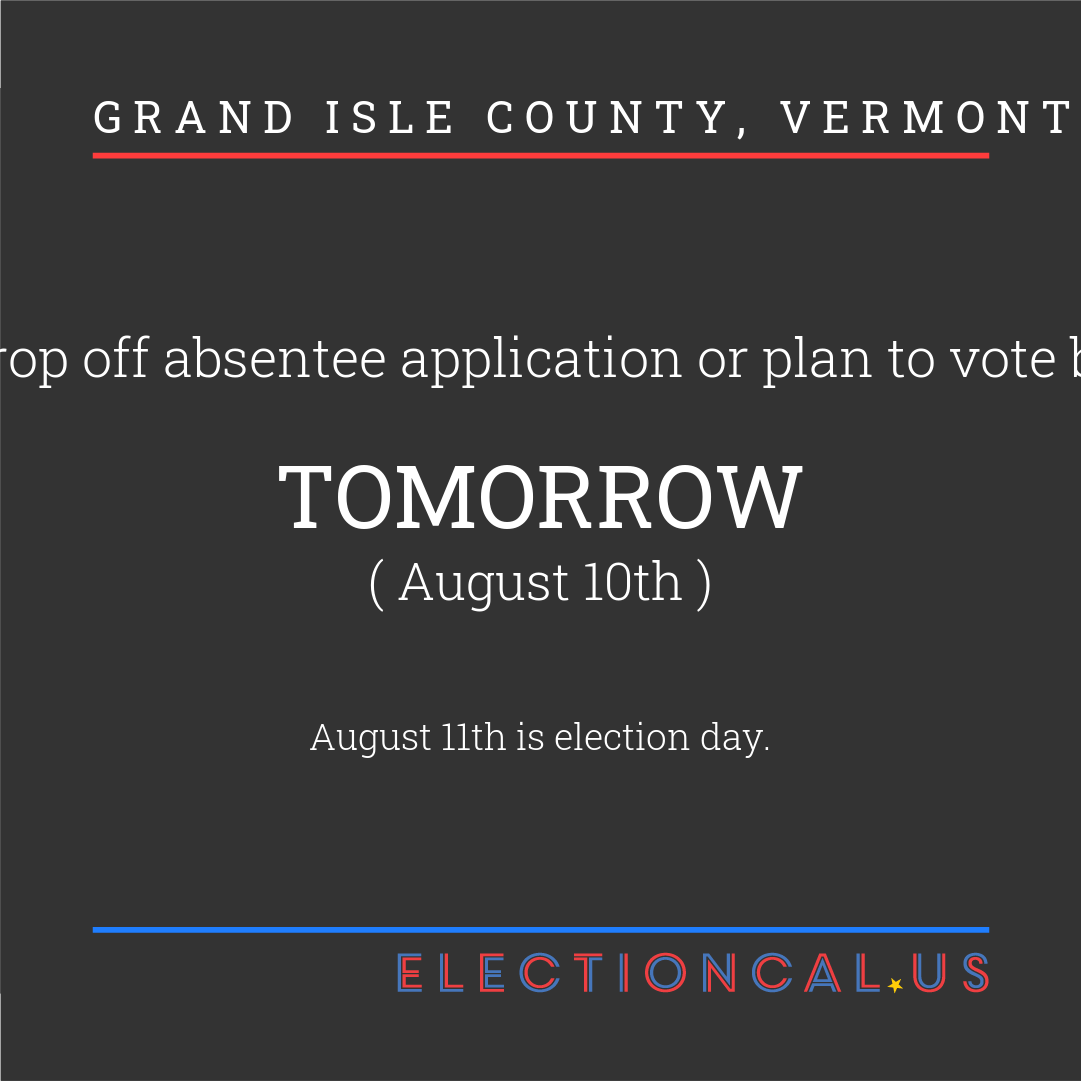 GRAND ISLE COUNTY, VERMONT
rop off absentee application or plan to vote b
TOMORROW
( August 10th )
August 11th is election day.
ELECTIONCAL.US